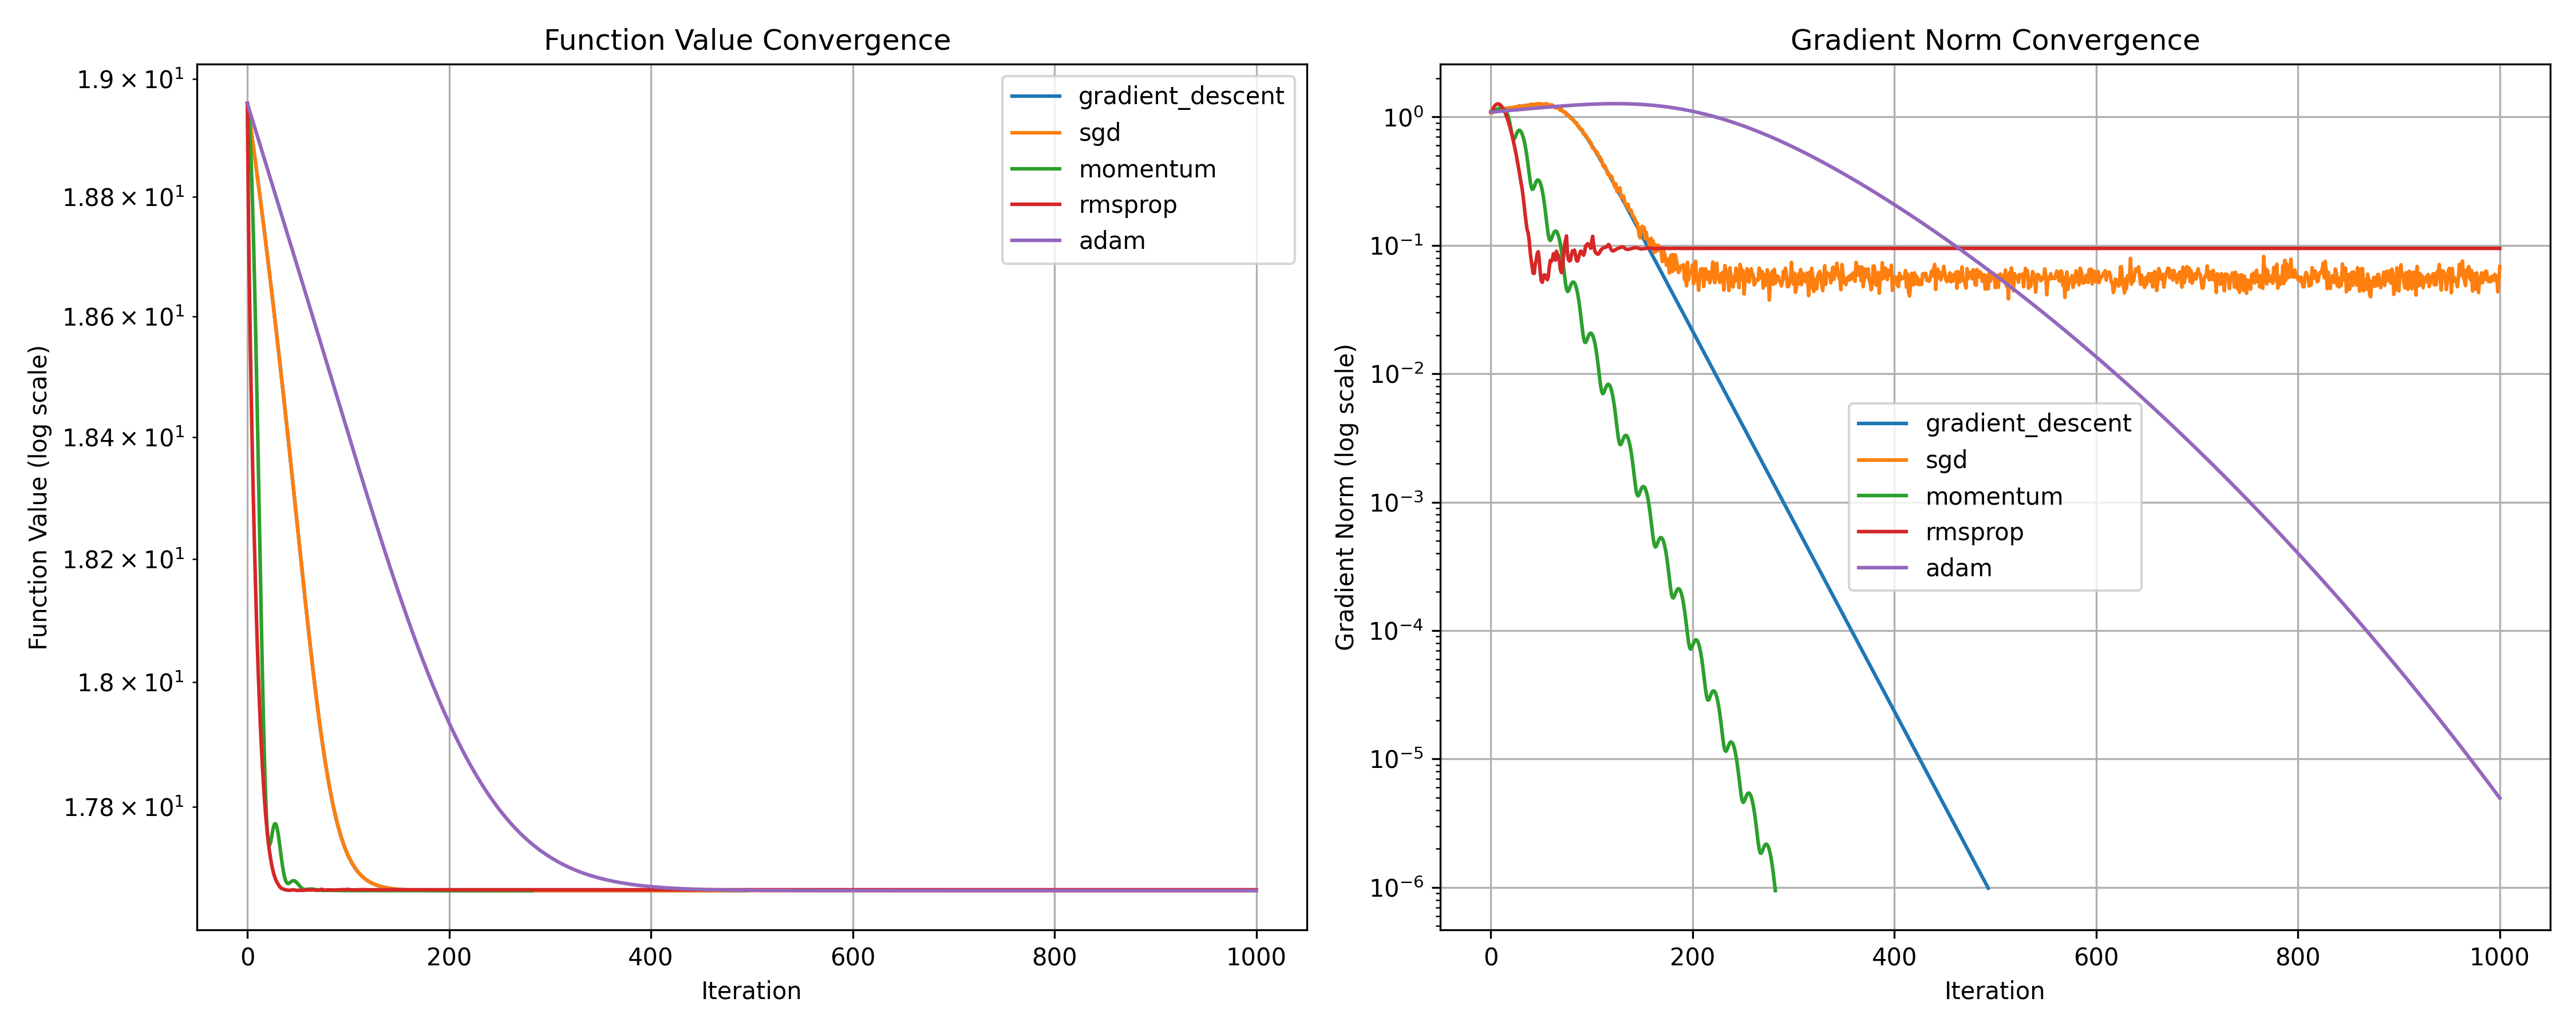 Function Value Convergence
Function Value (log scale)
1.9 × 10¹
1.88 × 10¹
1.86 × 10¹
1.84 × 10¹
1.82 × 10¹
1.8 × 10¹
1.78 × 10¹
gradient_descent
sgd
momentum
rmsprop
adam
0 200 400 600 800 1000
Iteration
Gradient Norm Convergence
Gradient Norm (log scale)
10⁰
10⁻¹
10⁻²
10⁻³
10⁻⁴
10⁻⁵
10⁻⁶
gradient_descent
sgd
momentum
rmsprop
adam
0 200 400 600 800 1000
Iteration